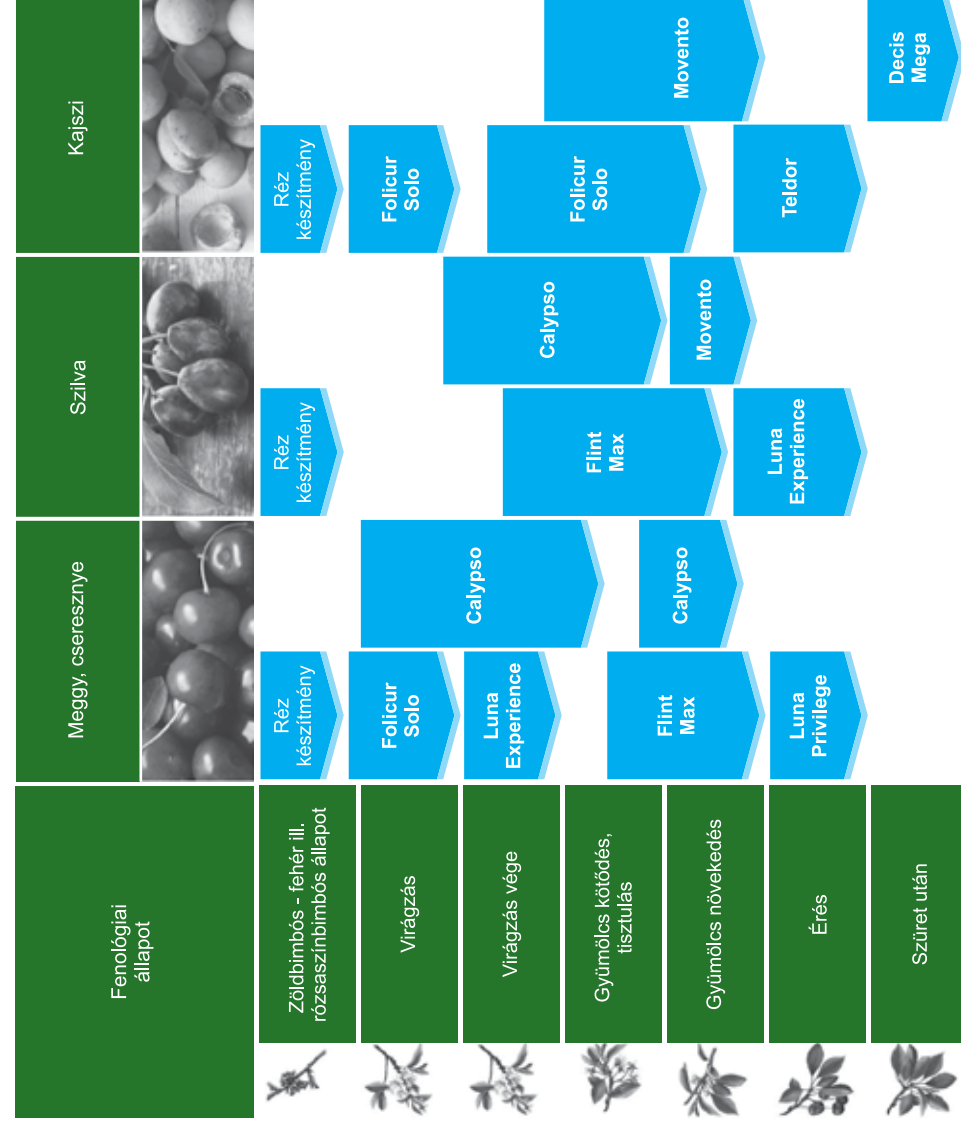 Fenológiai
állapot
Zöldbimbós - fehér ill.
rózsaszínbimbós állapot
Virágzás
Virágzás vége
Gyümölcs kötődés,
tisztulás
Gyümölcs növekedés
Érés
Szüret után
Meggy, cseresznye
Réz
készítmény
Folicur
Solo
Luna
Experience
Flint
Max
Luna
Privilege
Calypso
Calypso
Szilva
Réz
készítmény
Flint
Max
Luna
Experience
Calypso
Movento
Kajszi
Réz
készítmény
Folicur
Solo
Folicur
Solo
Teldor
Movento
Decis
Mega